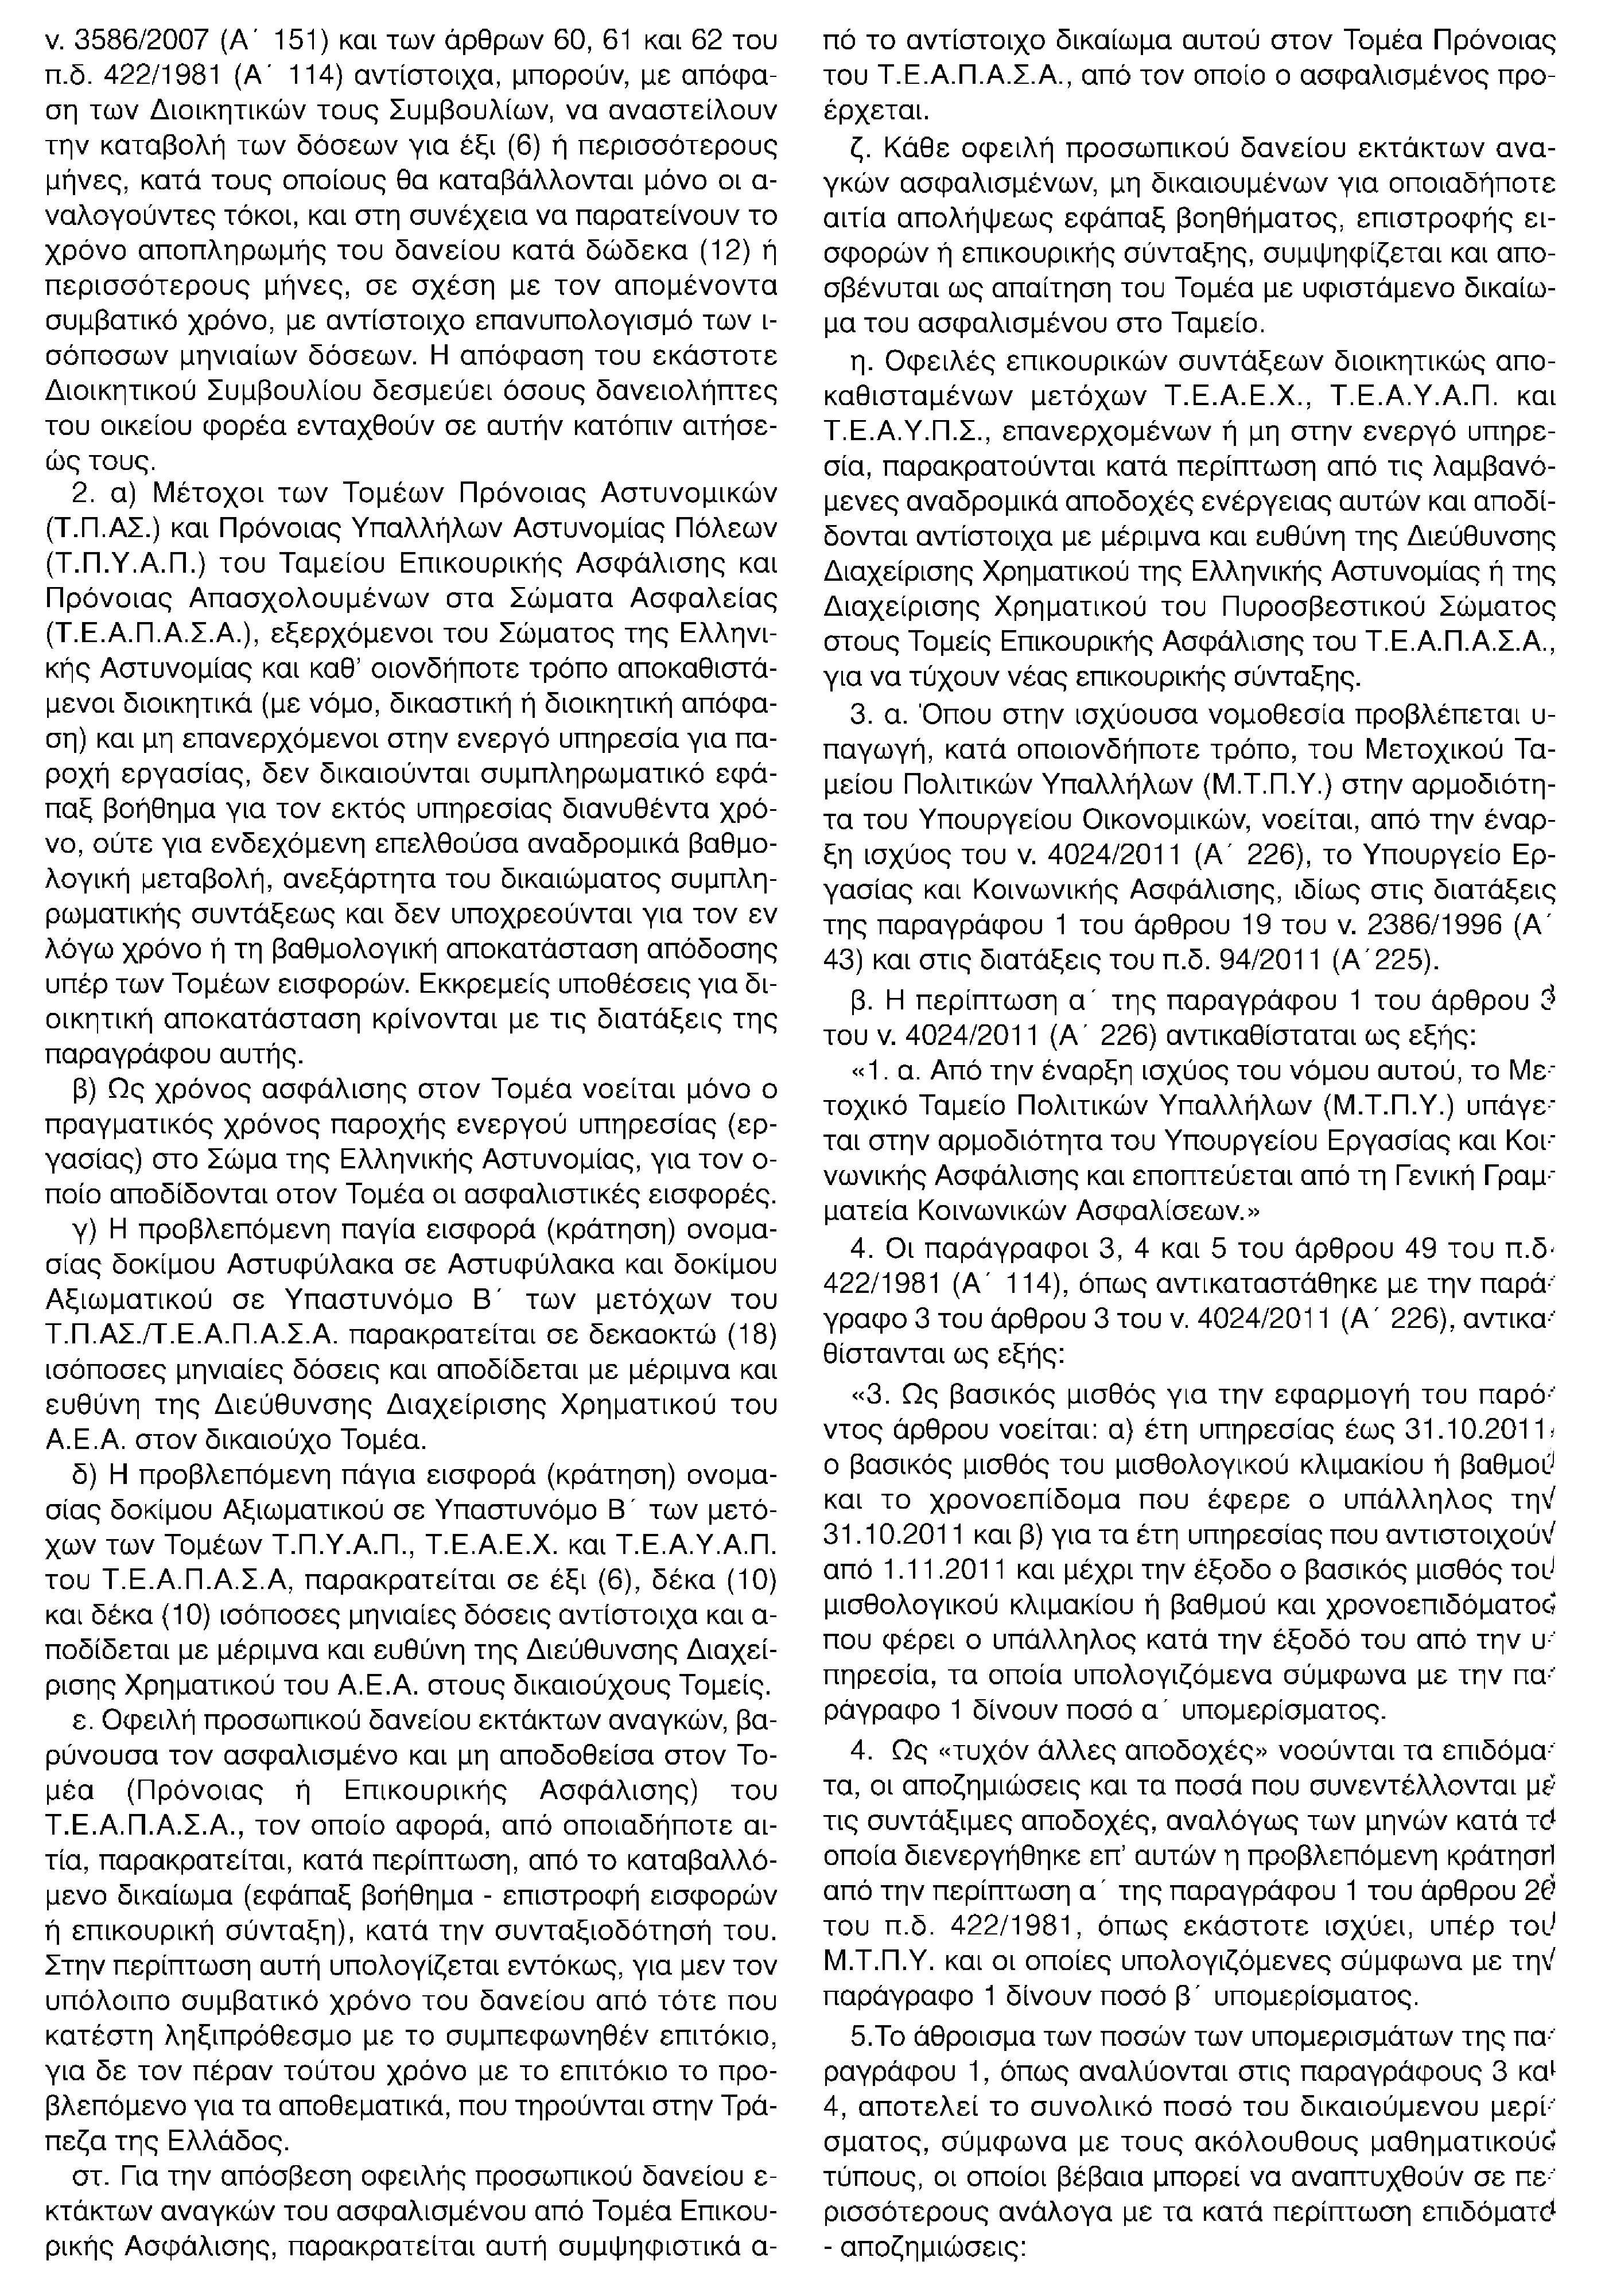 ν. 3586/2007 (Α΄ 151) και των άρθρων 60, 61 και 62 του
π.δ. 422/1981 (Α΄ 114) αντίστοιχα, μπορούν, με απόφα-
ση των Διοικητικών τους Συμβουλίων, να αναστείλουν
την καταβολή των δόσεων για έξι (6) ή περισσότερους
μήνες, κατά τους οποίους θα καταβάλλονται μόνο οι α-
ναλογούντες τόκοι, και στη συνέχεια να παρατείνουν το
χρόνο αποπληρωμής του δανείου κατά δώδεκα (12) ή
περισσότερους μήνες, σε σχέση με τον απομένοντα
συμβατικό χρόνο, με αντίστοιχο επανυπολογισμό των ι-
σόποσων μηνιαίων δόσεων. Η απόφαση του εκάστοτε
Διοικητικού Συμβουλίου δεσμεύει όσους δανειολήπτες
του οικείου φορέα ενταχθούν σε αυτήν κατόπιν αιτήσε-
ώς τους.
2. α) Μέτοχοι των Τομέων Πρόνοιας Αστυνομικών
(Τ.Π.ΑΣ.) και Πρόνοιας Υπαλλήλων Αστυνομίας Πόλεων
(Τ.Π.Υ.Α.Π.) του Ταμείου Επικουρικής Ασφάλισης και
Πρόνοιας Απασχολουμένων στα Σώματα Ασφαλείας
(Τ.Ε.Α.Π.Α.Σ.Α.), εξερχόμενοι του Σώματος της Ελληνι-
κής Αστυνομίας και καθ’ οιονδήποτε τρόπο αποκαθιστά-
μενοι διοικητικά (με νόμο, δικαστική ή διοικητική απόφα-
ση) και μη επανερχόμενοι στην ενεργό υπηρεσία για πα-
ροχή εργασίας, δεν δικαιούνται συμπληρωματικό εφά-
παξ βοήθημα για τον εκτός υπηρεσίας διανυθέντα χρό-
νο, ούτε για ενδεχόμενη επελθούσα αναδρομικά βαθμο-
λογική μεταβολή, ανεξάρτητα του δικαιώματος συμπλη-
ρωματικής συντάξεως και δεν υποχρεούνται για τον εν
λόγω χρόνο ή τη βαθμολογική αποκατάσταση απόδοσης
υπέρ των Τομέων εισφορών. Εκκρεμείς υποθέσεις για δι-
οικητική αποκατάσταση κρίνονται με τις διατάξεις της
παραγράφου αυτής.
β) Ως χρόνος ασφάλισης στον Τομέα νοείται μόνο ο
πραγματικός χρόνος παροχής ενεργού υπηρεσίας (ερ-
γασίας) στο Σώμα της Ελληνικής Αστυνομίας, για τον ο-
ποίο αποδίδονται οτον Τομέα οι ασφαλιστικές εισφορές.
γ) Η προβλεπόμενη παγία εισφορά (κράτηση) ονομα-
σίας δοκίμου Αστυφύλακα σε Αστυφύλακα και δοκίμου
Αξιωματικού σε Υπαστυνόμο Β΄ των μετόχων του
Τ.Π.ΑΣ./Τ.Ε.Α.Π.Α.Σ.Α. παρακρατείται σε δεκαοκτώ (18)
ισόποσες μηνιαίες δόσεις και αποδίδεται με μέριμνα και
ευθύνη της Διεύθυνσης Διαχείρισης Χρηματικού του
Α.Ε.Α. στον δικαιούχο Τομέα.
δ) Η προβλεπόμενη πάγια εισφορά (κράτηση) ονομα-
σίας δοκίμου Αξιωματικού σε Υπαστυνόμο Β΄ των μετό-
χων των Τομέων Τ.Π.Υ.Α.Π., Τ.Ε.Α.Ε.Χ. και Τ.Ε.Α.Υ.Α.Π.
του Τ.Ε.Α.Π.Α.Σ.Α, παρακρατείται σε έξι (6), δέκα (10)
και δέκα (10) ισόποσες μηνιαίες δόσεις αντίστοιχα και α-
ποδίδεται με μέριμνα και ευθύνη της Διεύθυνσης Διαχεί-
ρισης Χρηματικού του Α.Ε.Α. στους δικαιούχους Τομείς.
ε. Οφειλή προσωπικού δανείου εκτάκτων αναγκών, βα-
ρύνουσα τον ασφαλισμένο και μη αποδοθείσα στον Το-
μέα (Πρόνοιας ή Επικουρικής Ασφάλισης) του
Τ.Ε.Α.Π.Α.Σ.Α., τον οποίο αφορά, από οποιαδήποτε αι-
τία, παρακρατείται, κατά περίπτωση, από το καταβαλλό-
μενο δικαίωμα (εφάπαξ βοήθημα - επιστροφή εισφορών
ή επικουρική σύνταξη), κατά την συνταξιοδότησή του.
Στην περίπτωση αυτή υπολογίζεται εντόκως, για μεν τον
υπόλοιπο συμβατικό χρόνο του δανείου από τότε που
κατέστη ληξιπρόθεσμο με το συμπεφωνηθέν επιτόκιο,
για δε τον πέραν τούτου χρόνο με το επιτόκιο το προ-
βλεπόμενο για τα αποθεματικά, που τηρούνται στην Τρά-
πεζα της Ελλάδος.
στ. Για την απόσβεση οφειλής προσωπικού δανείου ε-
κτάκτων αναγκών του ασφαλισμένου από Τομέα Επικου-
ρικής Ασφάλισης, παρακρατείται αυτή συμψηφιστικά α-
πό το αντίστοιχο δικαίωμα αυτού στον Τομέα Πρόνοιας
του Τ.Ε.Α.Π.Α.Σ.Α., από τον οποίο ο ασφαλισμένος προ-
έρχεται.
ζ. Κάθε οφειλή προσωπικού δανείου εκτάκτων ανα-
γκών ασφαλισμένων, μη δικαιουμένων για οποιαδήποτε
αιτία απολήψεως εφάπαξ βοηθήματος, επιστροφής ει-
σφορών ή επικουρικής σύνταξης, συμψηφίζεται και απο-
σβένυται ως απαίτηση του Τομέα με υφιστάμενο δικαίω-
μα του ασφαλισμένου στο Ταμείο.
η. Οφειλές επικουρικών συντάξεων διοικητικώς απο-
καθισταμένων μετόχων Τ.Ε.Α.Ε.Χ., Τ.Ε.Α.Υ.Α.Π. και
Τ.Ε.Α.Υ.Π.Σ., επανερχομένων ή μη στην ενεργό υπηρε-
σία, παρακρατούνται κατά περίπτωση από τις λαμβανό-
μενες αναδρομικά αποδοχές ενέργειας αυτών και αποδί-
δονται αντίστοιχα με μέριμνα και ευθύνη της Διεύθυνσης
Διαχείρισης Χρηματικού της Ελληνικής Αστυνομίας ή της
Διαχείρισης Χρηματικού του Πυροσβεστικού Σώματος
στους Τομείς Επικουρικής Ασφάλισης του Τ.Ε.Α.Π.Α.Σ.Α.,
για να τύχουν νέας επικουρικής σύνταξης.
3. α. Όπου στην ισχύουσα νομοθεσία προβλέπεται υ-
παγωγή, κατά οποιονδήποτε τρόπο, του Μετοχικού Τα-
μείου Πολιτικών Υπαλλήλων (Μ.Τ.Π.Υ.) στην αρμοδιότη-
τα του Υπουργείου Οικονομικών, νοείται, από την έναρ-
ξη ισχύος του ν. 4024/2011 (Α΄ 226), το Υπουργείο Ερ-
γασίας και Κοινωνικής Ασφάλισης, ιδίως στις διατάξεις
της παραγράφου 1 του άρθρου 19 του ν. 2386/1996 (Α΄
43) και στις διατάξεις του π.δ. 94/2011 (Α΄225).
β. Η περίπτωση α΄ της παραγράφου 1 του άρθρου 3
του ν. 4024/2011 (Α΄ 226) αντικαθίσταται ως εξής:
«1. α. Από την έναρξη ισχύος του νόμου αυτού, το Με-
τοχικό Ταμείο Πολιτικών Υπαλλήλων (Μ.Τ.Π.Υ.) υπάγε-
ται στην αρμοδιότητα του Υπουργείου Εργασίας και Κοι-
νωνικής Ασφάλισης και εποπτεύεται από τη Γενική Γραμ-
ματεία Κοινωνικών Ασφαλίσεων.»
4. Οι παράγραφοι 3, 4 και 5 του άρθρου 49 του π.δ.
422/1981 (Α΄ 114), όπως αντικαταστάθηκε με την παρά-
γραφο 3 του άρθρου 3 του ν. 4024/2011 (Α΄ 226), αντικα-
θίστανται ως εξής:
«3. Ως βασικός μισθός για την εφαρμογή του παρό-
ντος άρθρου νοείται: α) έτη υπηρεσίας έως 31.10.2011,
ο βασικός μισθός του μισθολογικού κλιμακίου ή βαθμού
και το χρονοεπίδομα που έφερε ο υπάλληλος την
31.10.2011 και β) για τα έτη υπηρεσίας που αντιστοιχούν
από 1.11.2011 και μέχρι την έξοδο ο βασικός μισθός του
μισθολογικού κλιμακίου ή βαθμού και χρονοεπιδόματος
που φέρει ο υπάλληλος κατά την έξοδό του από την υ-
πηρεσία, τα οποία υπολογιζόμενα σύμφωνα με την πα-
ράγραφο 1 δίνουν ποσό α΄ υπομερίσματος.
4. Ως «τυχόν άλλες αποδοχές» νοούνται τα επιδόμα-
τα, οι αποζημιώσεις και τα ποσά που συνεντέλλονται με
τις συντάξιμες αποδοχές, αναλόγως των μηνών κατά τα
οποία διενεργήθηκε επ’ αυτών η προβλεπόμενη κράτηση
από την περίπτωση α΄ της παραγράφου 1 του άρθρου 26
του π.δ. 422/1981, όπως εκάστοτε ισχύει, υπέρ του
Μ.Τ.Π.Υ. και οι οποίες υπολογιζόμενες σύμφωνα με την
παράγραφο 1 δίνουν ποσό β΄ υπομερίσματος.
5.Το άθροισμα των ποσών των υπομερισμάτων της πα-
ραγράφου 1, όπως αναλύονται στις παραγράφους 3 και
4, αποτελεί το συνολικό ποσό του δικαιούμενου μερί-
σματος, σύμφωνα με τους ακόλουθους μαθηματικούς
τύπους, οι οποίοι βέβαια μπορεί να αναπτυχθούν σε πε-
ρισσότερους ανάλογα με τα κατά περίπτωση επιδόματα
- αποζημιώσεις: